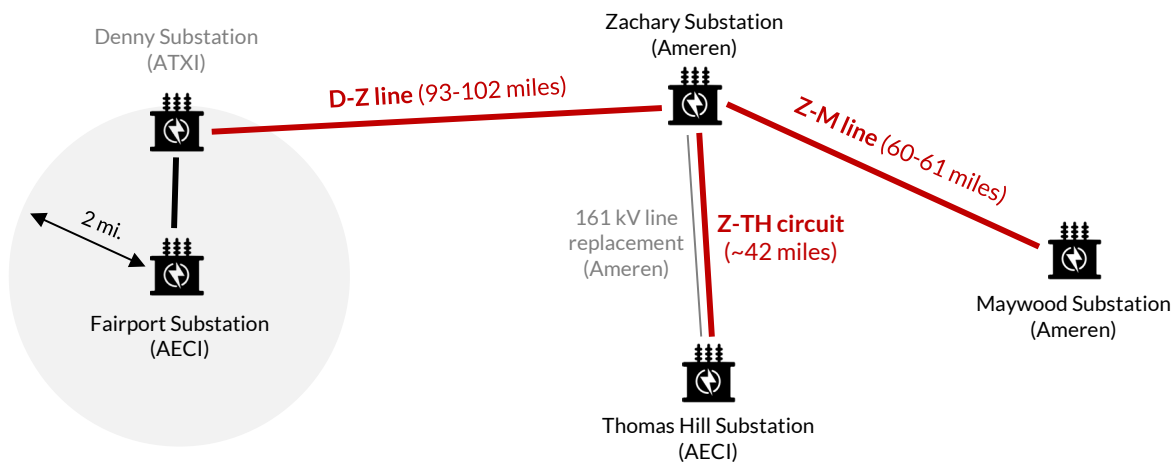 Denny Substation
(ATXI)
Zachary Substation
(Ameren)
D-Z line (93-102 miles)
Z-M line (60-61 miles)
2 mi.
161 kV line
replacement
(Ameren)
Z-TH circuit
(~42 miles)
Fairport Substation
(AECI)
Maywood Substation
(Ameren)
Thomas Hill Substation
(AECI)